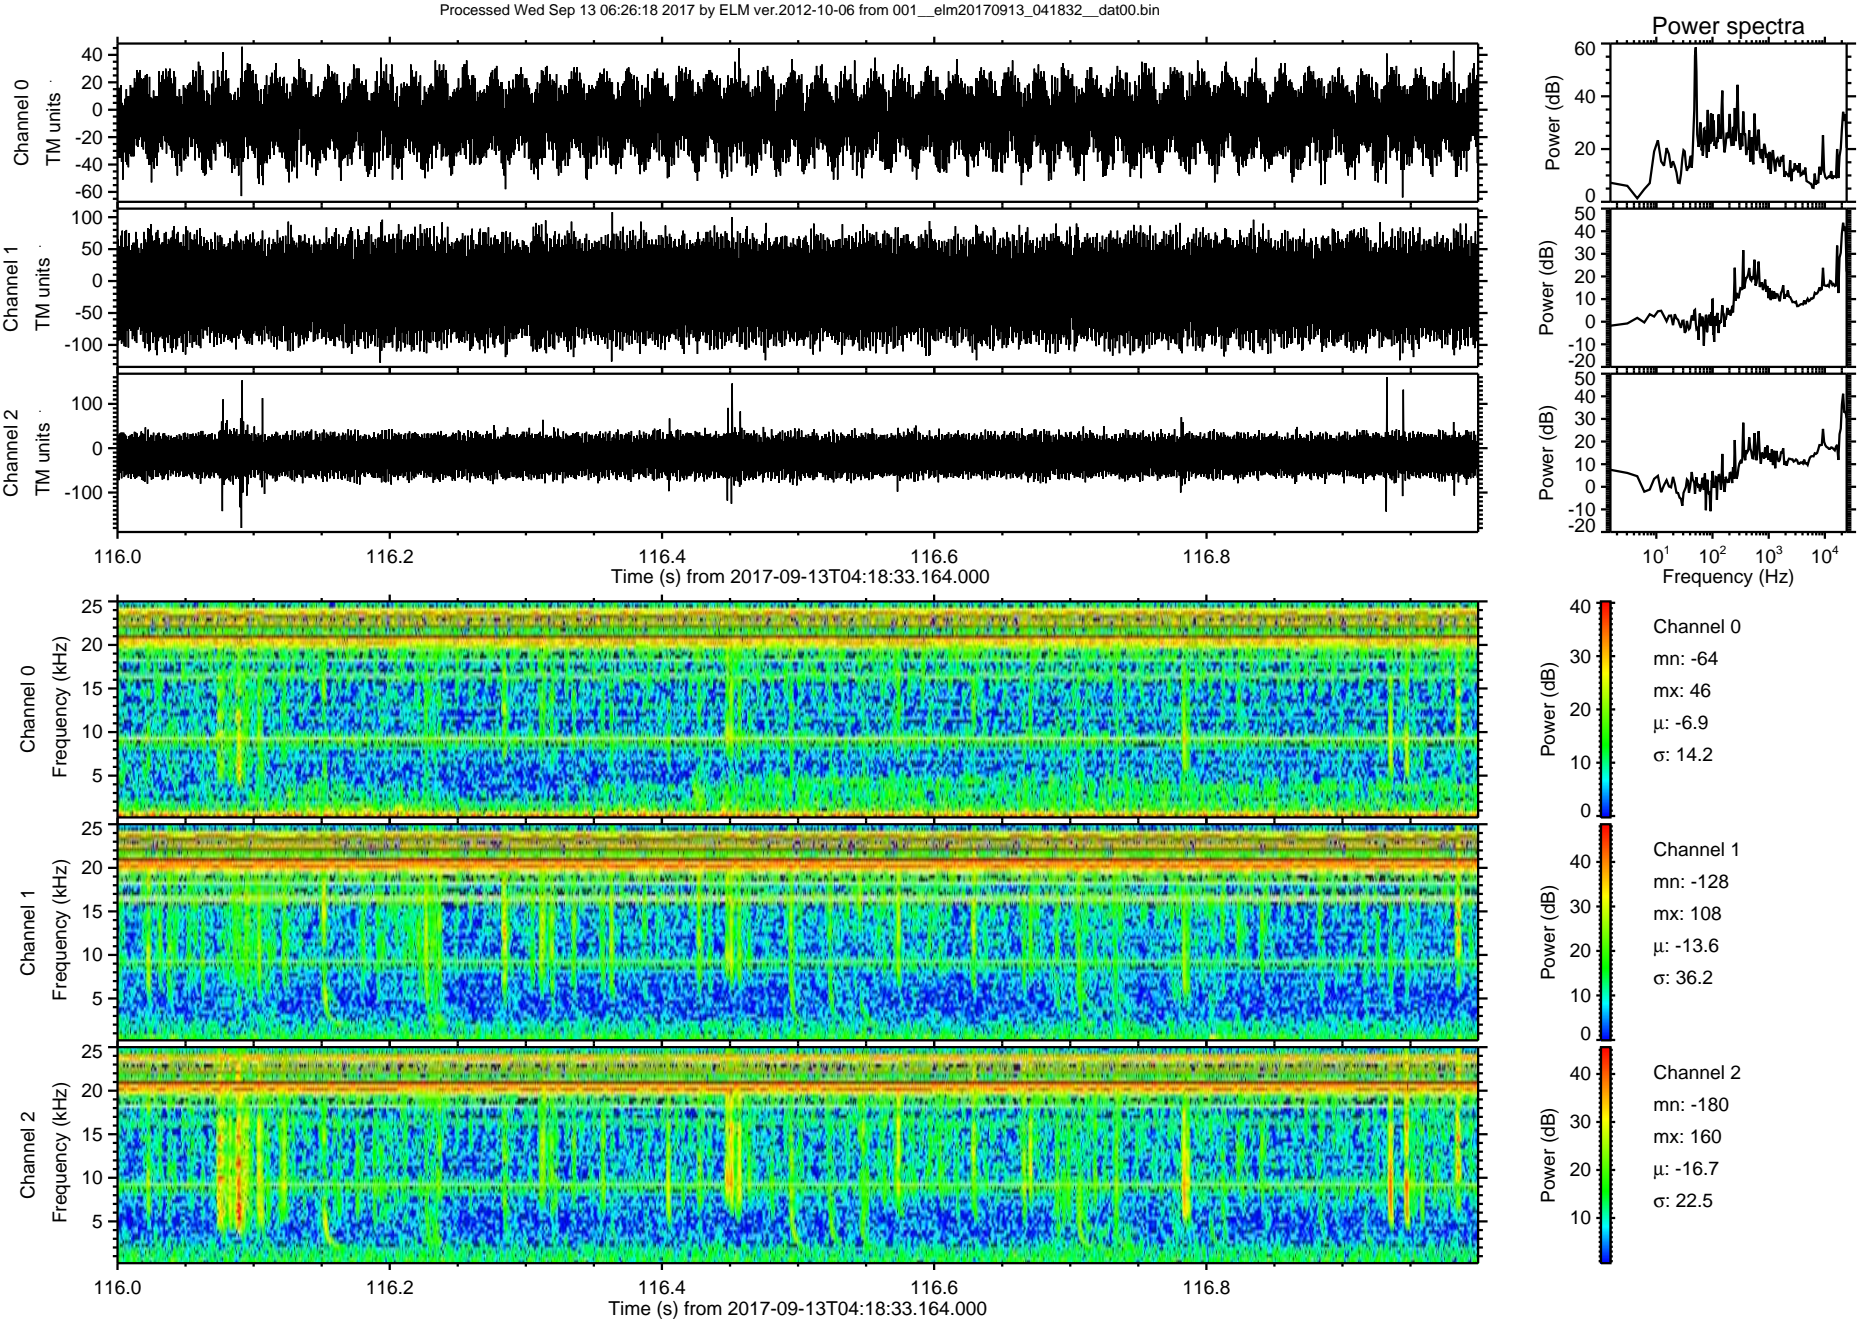 Processed Wed Sep 13 06:26:18 2017 by ELM ver.2012-10-06 from 001__elm20170913_041832__dat00.bin
Power spectra
Channel 0
TM units
40
20
0
-20
-40
-60
Power (dB)
60
40
20
0
Channel 1
TM units
100
50
0
-50
-100
Power (dB)
50
40
30
20
10
0
-10
-20
Channel 2
TM units
100
0
-100
Power (dB)
50
40
30
20
10
0
-10
-20
116.0 116.2 116.4 116.6 116.8
Time (s) from 2017-09-13T04:18:33.164.000
10¹ 10² 10³ 10⁴
Frequency (Hz)
Channel 0
Frequency (kHz)
25
20
15
10
5
Power (dB)
40
30
20
10
0
Channel 0
mn: -64
mx: 46
μ: -6.9
σ: 14.2
Channel 1
Frequency (kHz)
25
20
15
10
5
Power (dB)
40
30
20
10
0
Channel 1
mn: -128
mx: 108
μ: -13.6
σ: 36.2
Channel 2
Frequency (kHz)
25
20
15
10
5
Power (dB)
40
30
20
10
Channel 2
mn: -180
mx: 160
μ: -16.7
σ: 22.5
116.0 116.2 116.4 116.6 116.8
Time (s) from 2017-09-13T04:18:33.164.000